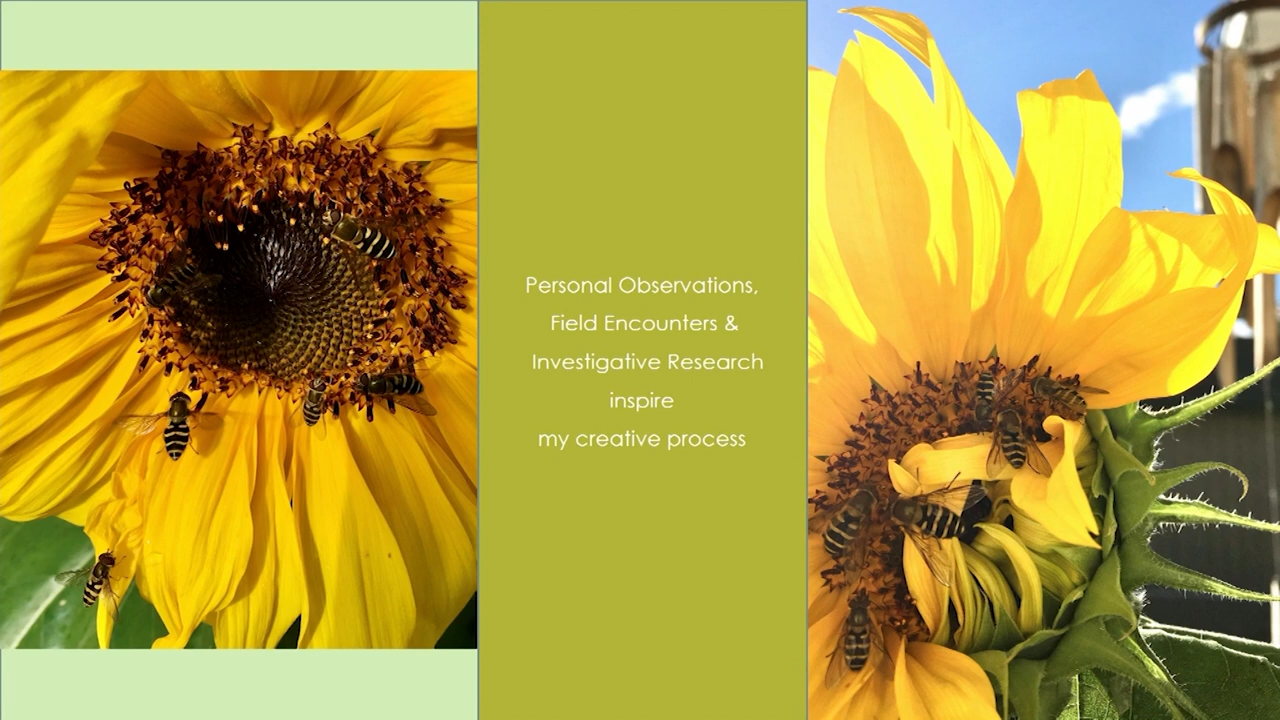 Personal Observations,
Field Encounters &
Investigative Research
inspire
my creative process